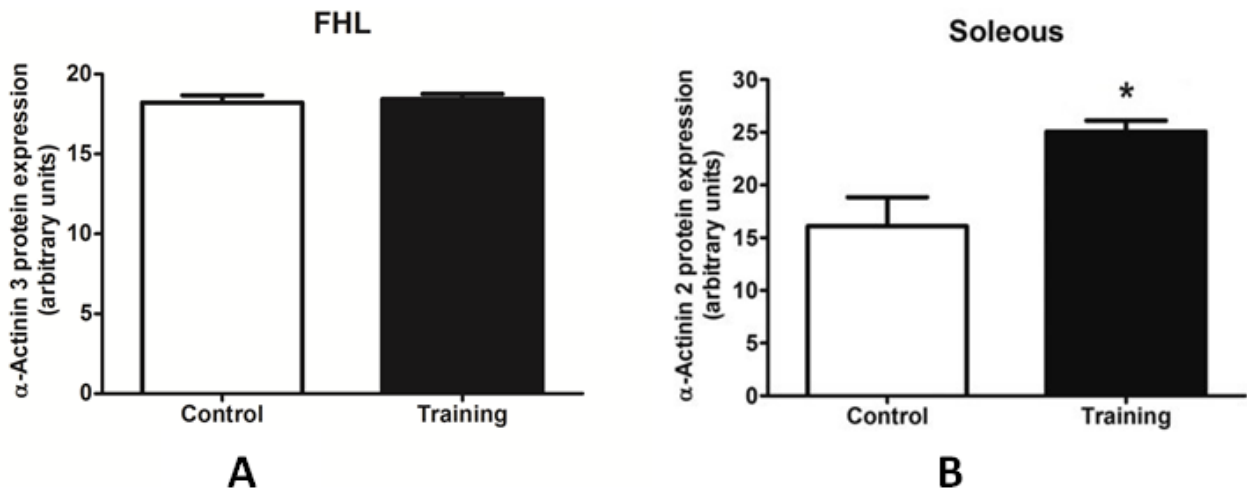 FHL
α-Actinin 3 protein expression
(arbitrary units)
20
15
10
5
0
Control Training
A
Soleous
α-Actinin 2 protein expression
(arbitrary units)
30
25
20
15
10
5
0
*
Control Training
B